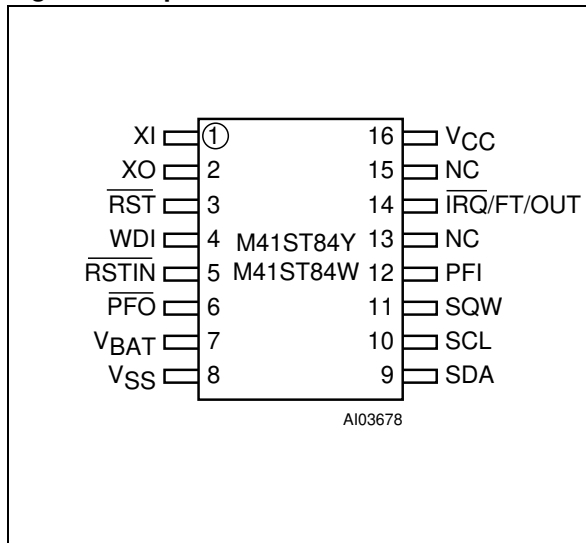 XI 1 16 VCC
XO 2 15 NC
RST 3 14 IRQ/FT/OUT
WDI 4 M41ST84Y 13 NC
RSTIN 5 M41ST84W 12 PFI
PFO 6 11 SQW
VBAT 7 10 SCL
VSS 8 9 SDA
AI03678